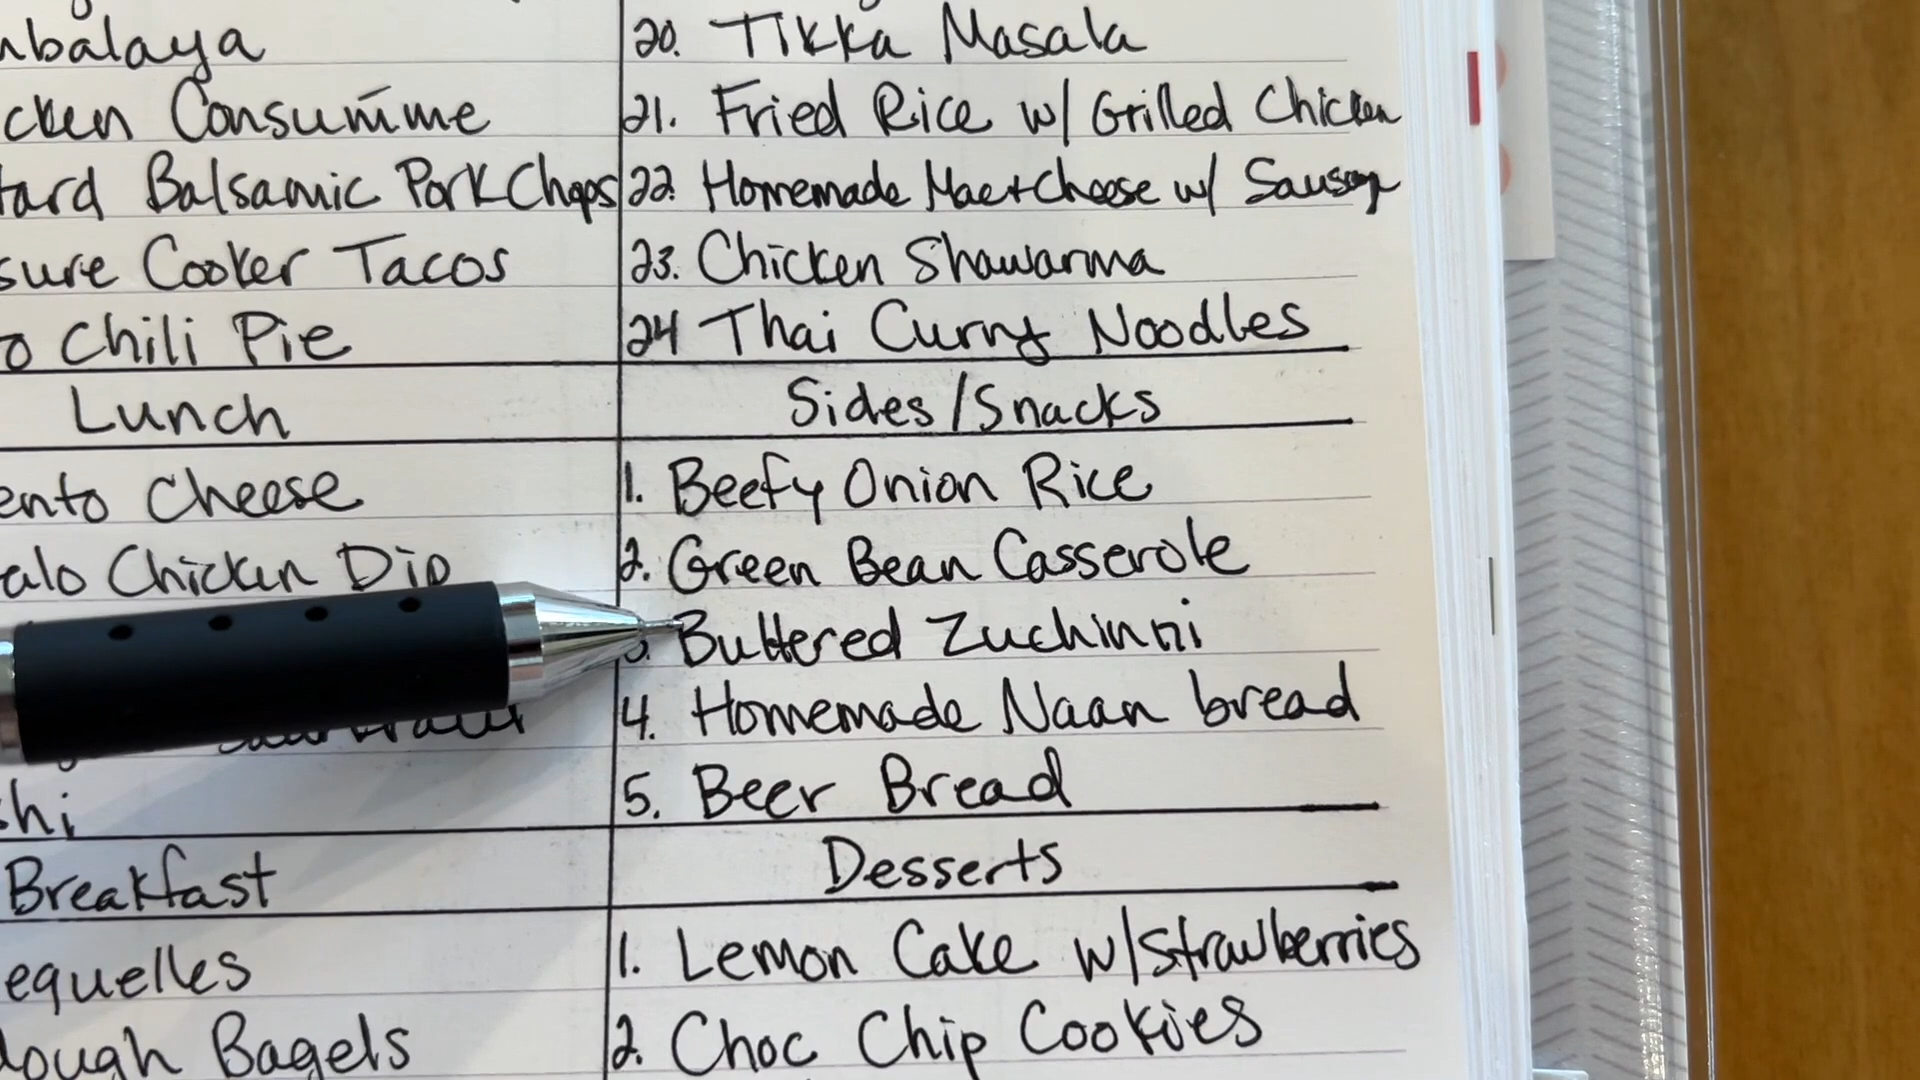 balaya
cken Consumme
tard Balsamic Pork Chops
sure Cooker Tacos
o Chili Pie
Lunch
ento Cheese
alo Chicken Dip
hi
Breakfast
equelles
lough Bagels
20. Tikka Masala
21. Fried Rice w/ Grilled Chicken
22. Homemade Mac+Cheese w/ Sausage
23. Chicken Shawarma
24 Thai Curry Noodles
Sides/Snacks
1. Beefy Onion Rice
2. Green Bean Casserole
3. Buttered Zuchinni
4. Homemade Naan bread
5. Beer Bread
Desserts
1. Lemon Cake w/strawberries
2. Choc Chip Cookies